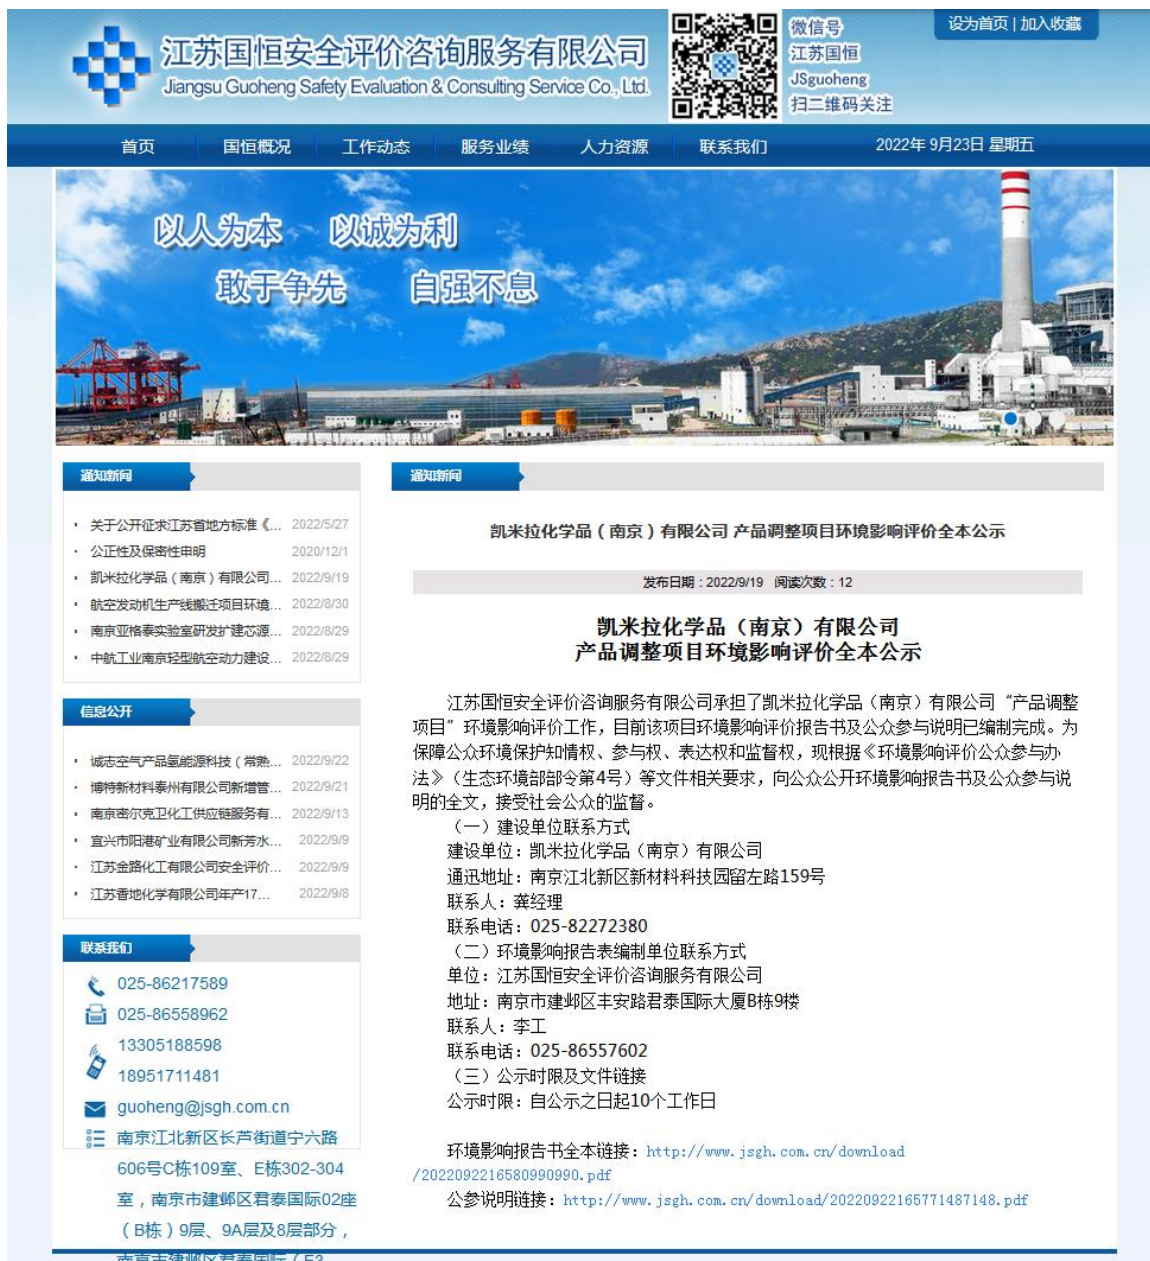 设为首页 | 加入收藏
江苏国恒安全评价咨询服务有限公司
Jiangsu Guoheng Safety Evaluation & Consulting Service Co., Ltd.
微信号
江苏国恒
JSguoheng
扫二维码关注
首页 国恒概况 工作动态 服务业绩 人力资源 联系我们 2022年 9月23日 星期五
以人为本 以诚为利
敢于争先 自强不息
通知新闻
关于公开征求江苏省地方标准《... 2022/5/27
公正性及保密性申明 2020/12/1
凯米拉化学品（南京）有限公司... 2022/9/19
航空发动机生产线搬迁项目环境... 2022/8/30
南京亚格泰实验室研发扩建芯源... 2022/8/29
中航工业南京轻型航空动力建设... 2022/8/29
信息公开
诚志空气产品氢能源科技（常熟... 2022/9/22
博特新材料泰州有限公司新增管... 2022/9/21
南京密尔克卫化工供应链服务有... 2022/9/13
宜兴市阳港矿业有限公司新芳水... 2022/9/9
江苏金路化工有限公司安全评价... 2022/9/9
江苏香地化学有限公司年产17... 2022/9/8
联系我们
025-86217589
025-86558962
13305188598
18951711481
guoheng@jsgh.com.cn
南京江北新区长芦街道宁六路
606号C栋109室、E栋302-304
室，南京市建邺区君泰国际02座
（B栋）9层、9A层及8层部分，
南京市建邺区君泰国际（E3
通知新闻
凯米拉化学品（南京）有限公司 产品调整项目环境影响评价全本公示
发布日期：2022/9/19 阅读次数：12
凯米拉化学品（南京）有限公司
产品调整项目环境影响评价全本公示
江苏国恒安全评价咨询服务有限公司承担了凯米拉化学品（南京）有限公司“产品调整
项目”环境影响评价工作，目前该项目环境影响评价报告书及公众参与说明已编制完成。为
保障公众环境保护知情权、参与权、表达权和监督权，现根据《环境影响评价公众参与办
法》（生态环境部部令第4号）等文件相关要求，向公众公开环境影响报告书及公众参与说
明的全文，接受社会公众的监督。
（一）建设单位联系方式
建设单位：凯米拉化学品（南京）有限公司
通迅地址：南京江北新区新材料科技园留左路159号
联系人：龚经理
联系电话：025-82272380
（二）环境影响报告表编制单位联系方式
单位：江苏国恒安全评价咨询服务有限公司
地址：南京市建邺区丰安路君泰国际大厦B栋9楼
联系人：李工
联系电话：025-86557602
（三）公示时限及文件链接
公示时限：自公示之日起10个工作日
环境影响报告书全本链接：http://www.jsgh.com.cn/download
/2022092216580990990.pdf
公参说明链接：http://www.jsgh.com.cn/download/20220922165771487148.pdf